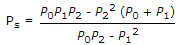 Pₛ = (P₀P₁P₂ - P₂² (P₀ + P₁)) / (P₀P₂ - P₁²)